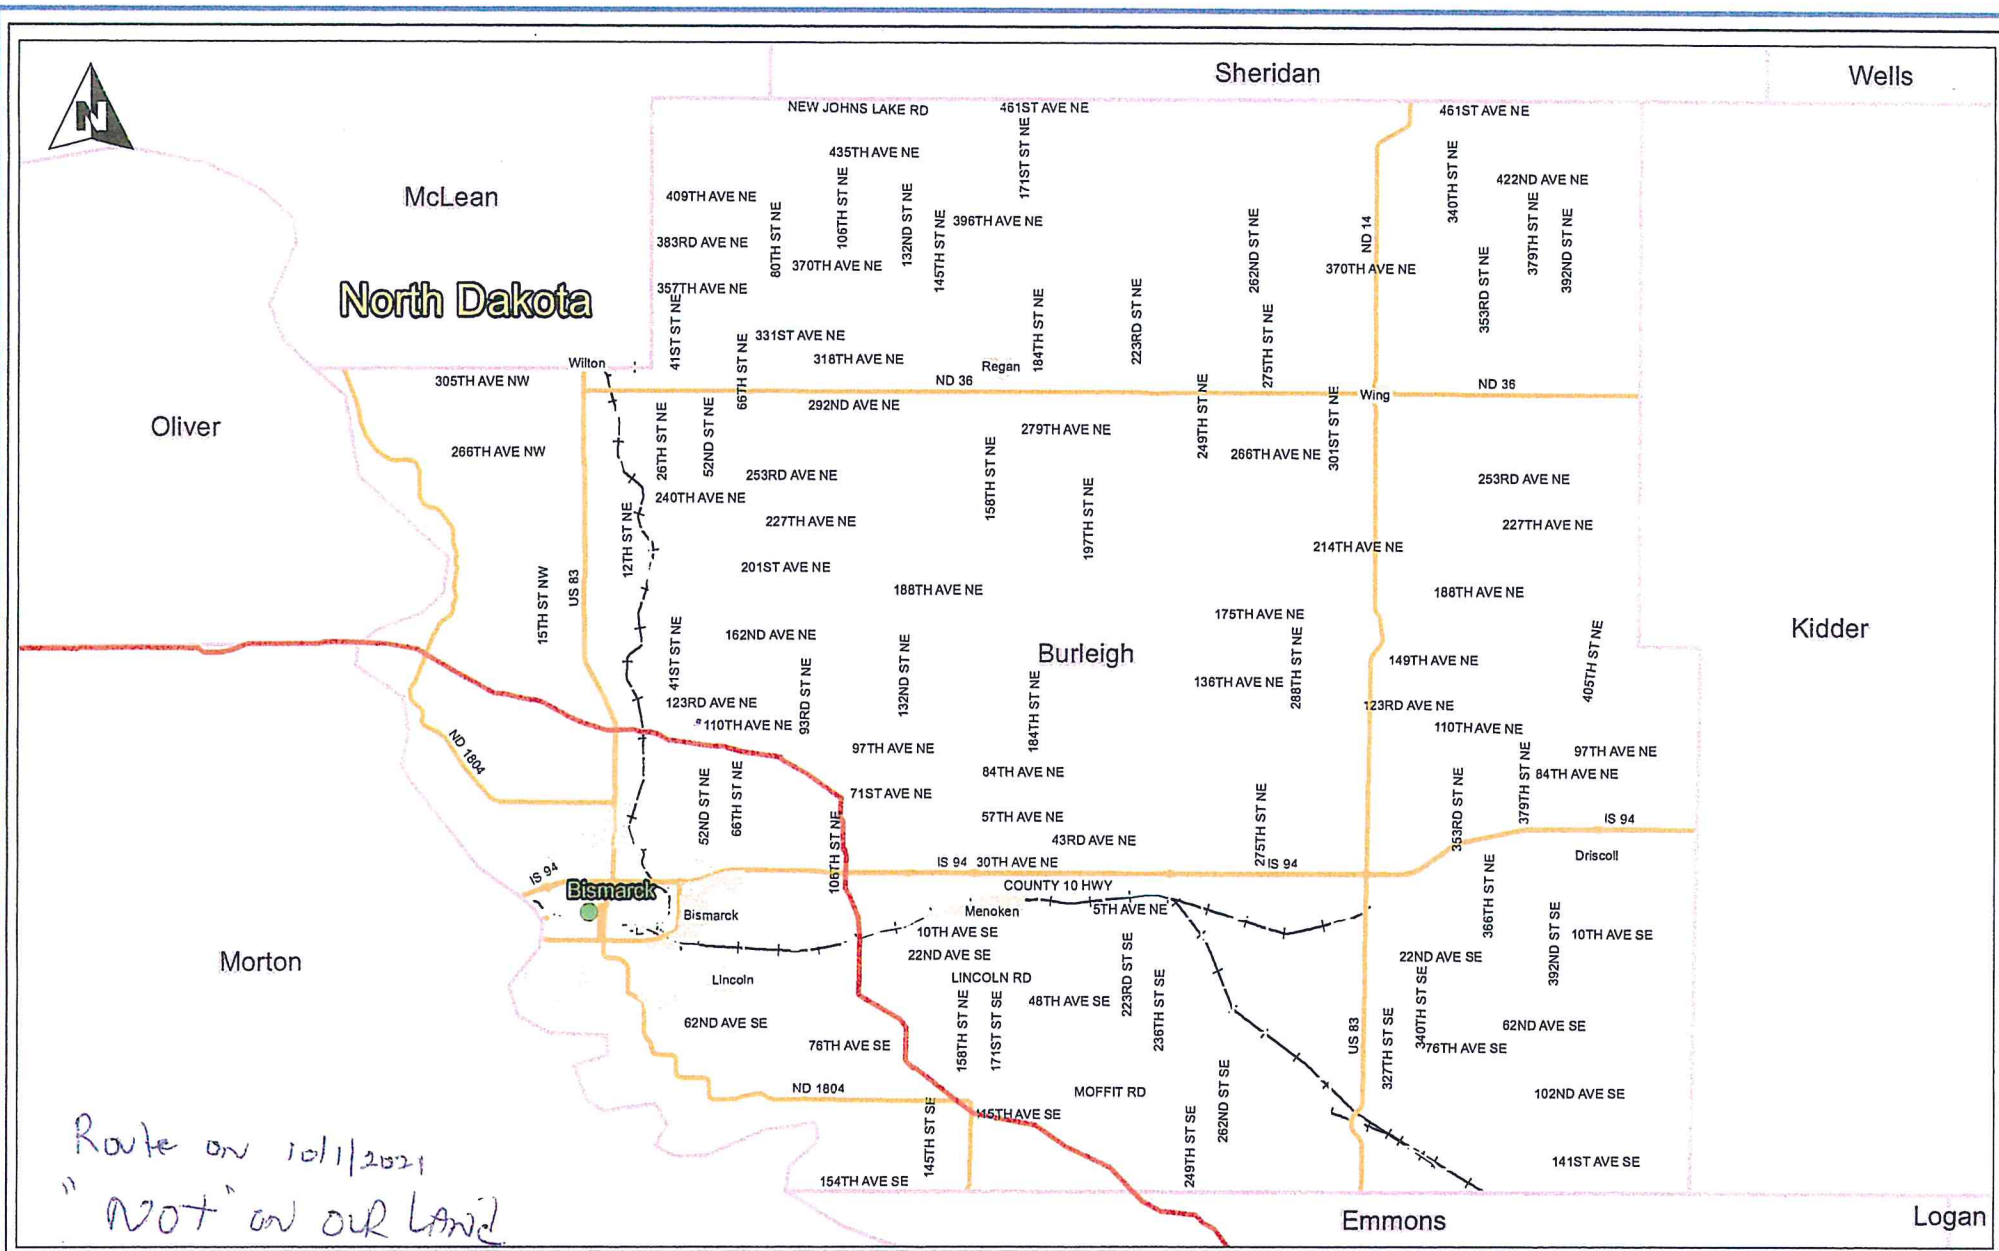 Sheridan
Wells
NEW JOHNS LAKE RD
461ST AVE NE
461ST AVE NE
N
435TH AVE NE
171ST ST NE
340TH ST NE
422ND AVE NE
McLean
409TH AVE NE
80TH ST NE
106TH ST NE
132ND ST NE
145TH ST NE
396TH AVE NE
262ND ST NE
ND 14
379TH ST NE
392ND ST NE
383RD AVE NE
370TH AVE NE
370TH AVE NE
353RD ST NE
North Dakota
357TH AVE NE
41ST ST NE
66TH ST NE
331ST AVE NE
184TH ST NE
223RD ST NE
275TH ST NE
Wilton
318TH AVE NE
Regan
305TH AVE NW
ND 36
ND 36
Wing
292ND AVE NE
249TH ST NE
301ST ST NE
Oliver
26TH ST NE
52ND ST NE
279TH AVE NE
266TH AVE NW
158TH ST NE
266TH AVE NE
253RD AVE NE
253RD AVE NE
240TH AVE NE
197TH ST NE
227TH AVE NE
227TH AVE NE
12TH ST NE
214TH AVE NE
201ST AVE NE
15TH ST NW
US 83
188TH AVE NE
188TH AVE NE
175TH AVE NE
41ST ST NE
162ND AVE NE
132ND ST NE
Burleigh
288TH ST NE
405TH ST NE
Kidder
149TH AVE NE
93RD ST NE
184TH ST NE
136TH AVE NE
123RD AVE NE
123RD AVE NE
110TH AVE NE
110TH AVE NE
ND 1804
97TH AVE NE
97TH AVE NE
84TH AVE NE
379TH ST NE
84TH AVE NE
52ND ST NE
66TH ST NE
71ST AVE NE
275TH ST NE
353RD ST NE
106TH ST NE
57TH AVE NE
IS 94
43RD AVE NE
IS 94
IS 94
30TH AVE NE
IS 94
Driscoll
Bismarck
COUNTY 10 HWY
366TH ST NE
Bismarck
Menoken
5TH AVE NE
392ND ST SE
10TH AVE SE
10TH AVE SE
Morton
22ND AVE SE
22ND AVE SE
223RD ST SE
Lincoln
LINCOLN RD
236TH ST SE
340TH ST SE
158TH ST NE
171ST ST SE
48TH AVE SE
62ND AVE SE
US 83
327TH ST SE
62ND AVE SE
76TH AVE SE
76TH AVE SE
ND 1804
MOFFIT RD
262ND ST SE
102ND AVE SE
145TH ST SE
115TH AVE SE
249TH ST SE
Route on 10/1/2021
141ST AVE SE
154TH AVE SE
"NOT" ON OUR LAND
Emmons
Logan